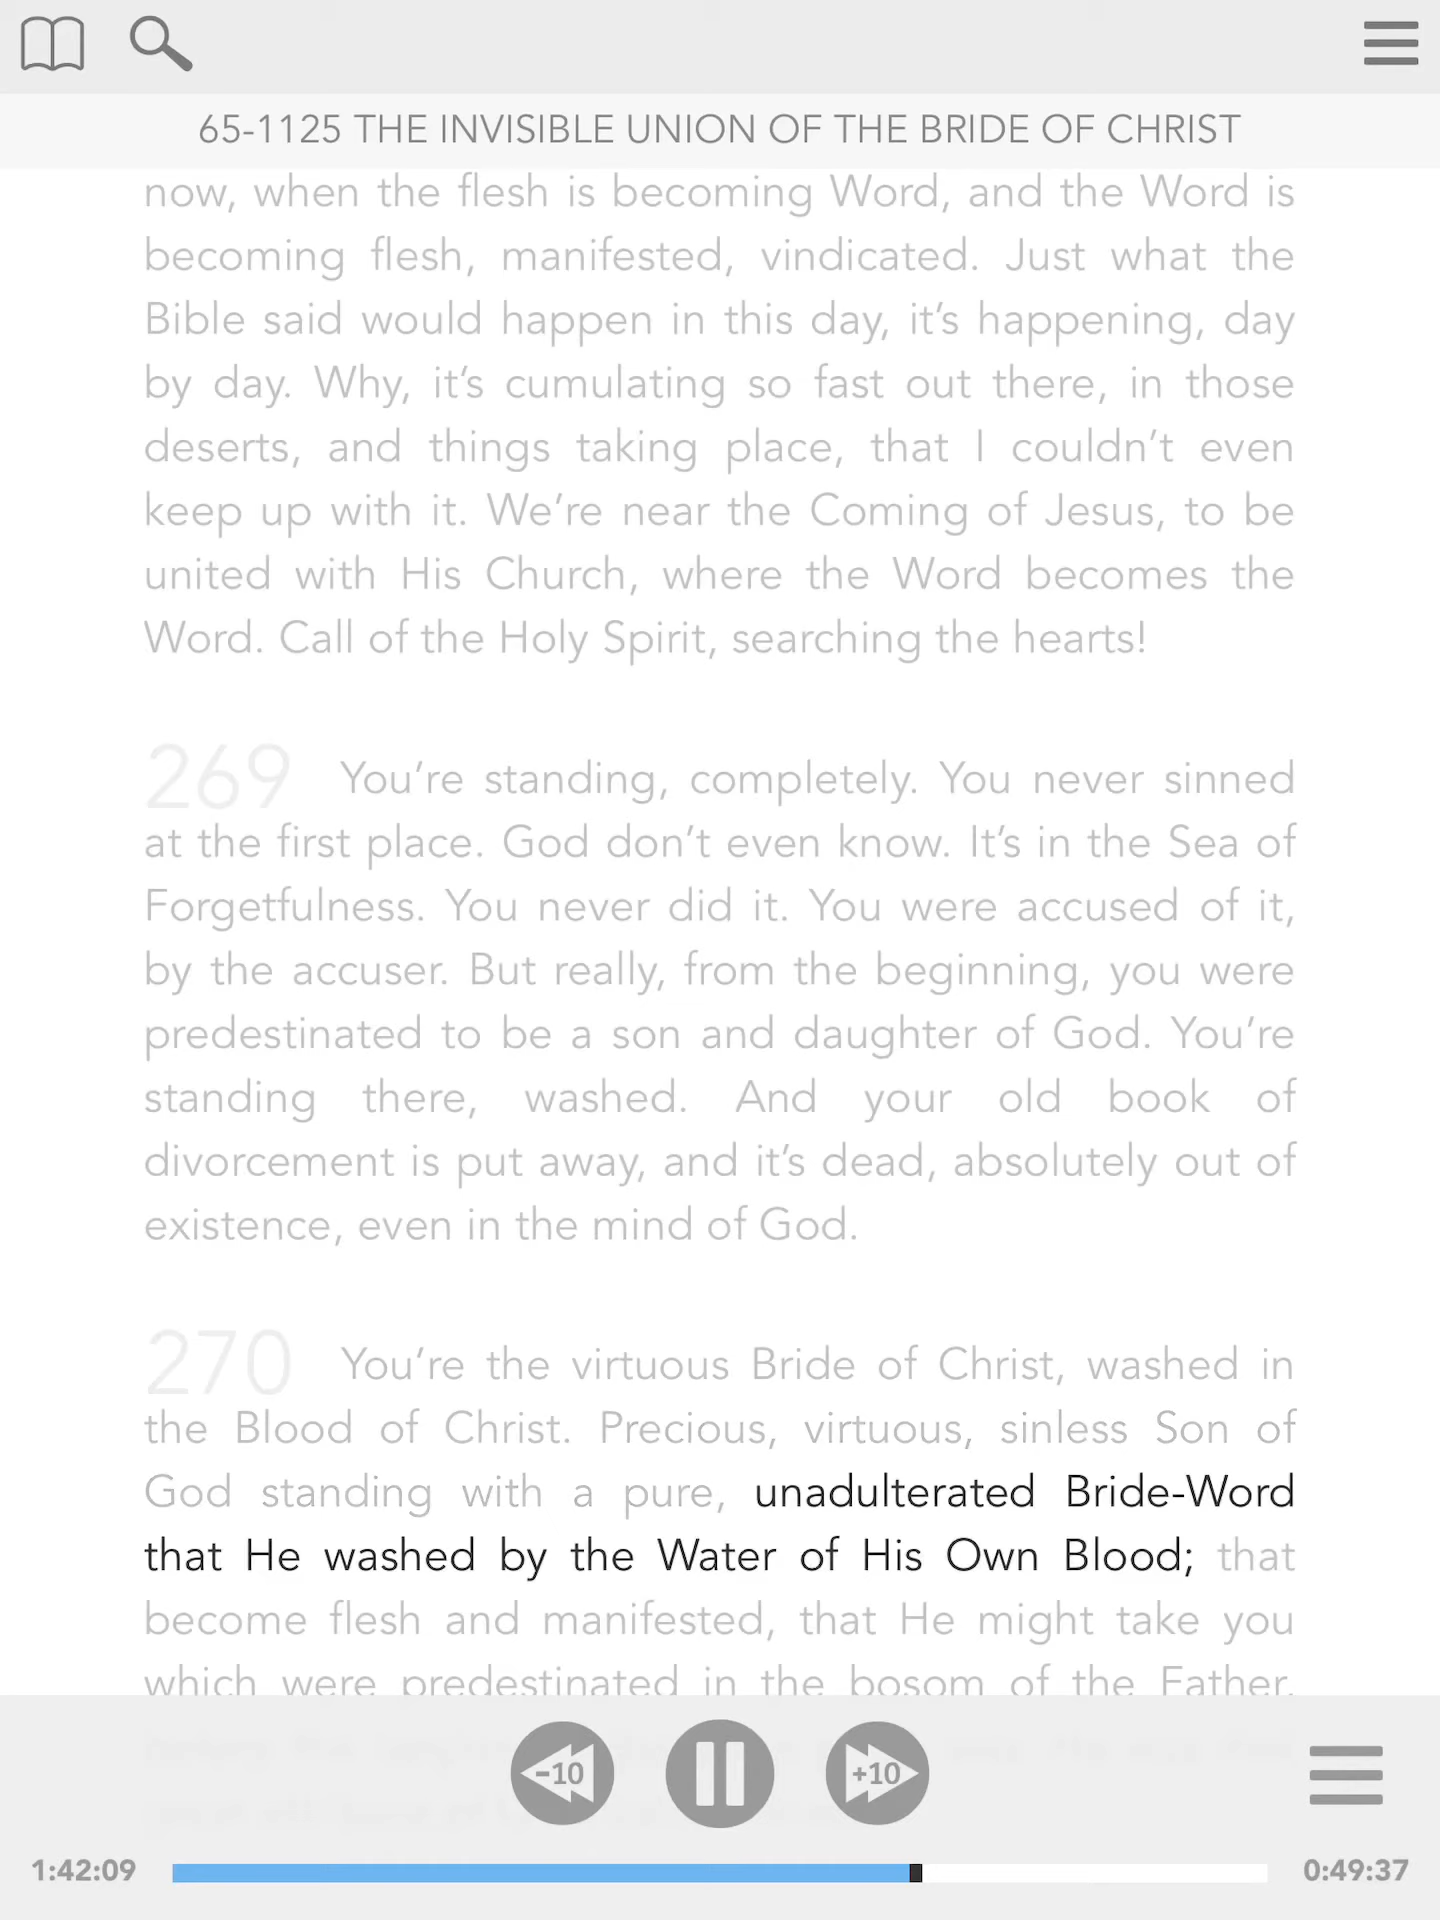 65-1125 THE INVISIBLE UNION OF THE BRIDE OF CHRIST
now, when the flesh is becoming Word, and the Word is
becoming flesh, manifested, vindicated. Just what the
Bible said would happen in this day, it’s happening, day
by day. Why, it’s cumulating so fast out there, in those
deserts, and things taking place, that I couldn’t even
keep up with it. We’re near the Coming of Jesus, to be
united with His Church, where the Word becomes the
Word. Call of the Holy Spirit, searching the hearts!
269 You’re standing, completely. You never sinned
at the first place. God don’t even know. It’s in the Sea of
Forgetfulness. You never did it. You were accused of it,
by the accuser. But really, from the beginning, you were
predestinated to be a son and daughter of God. You’re
standing there, washed. And your old book of
divorcement is put away, and it’s dead, absolutely out of
existence, even in the mind of God.
270 You’re the virtuous Bride of Christ, washed in
the Blood of Christ. Precious, virtuous, sinless Son of
God standing with a pure, unadulterated Bride-Word
that He washed by the Water of His Own Blood; that
become flesh and manifested, that He might take you
which were predestinated in the bosom of the Father,
-10
+10
1:42:09
0:49:37